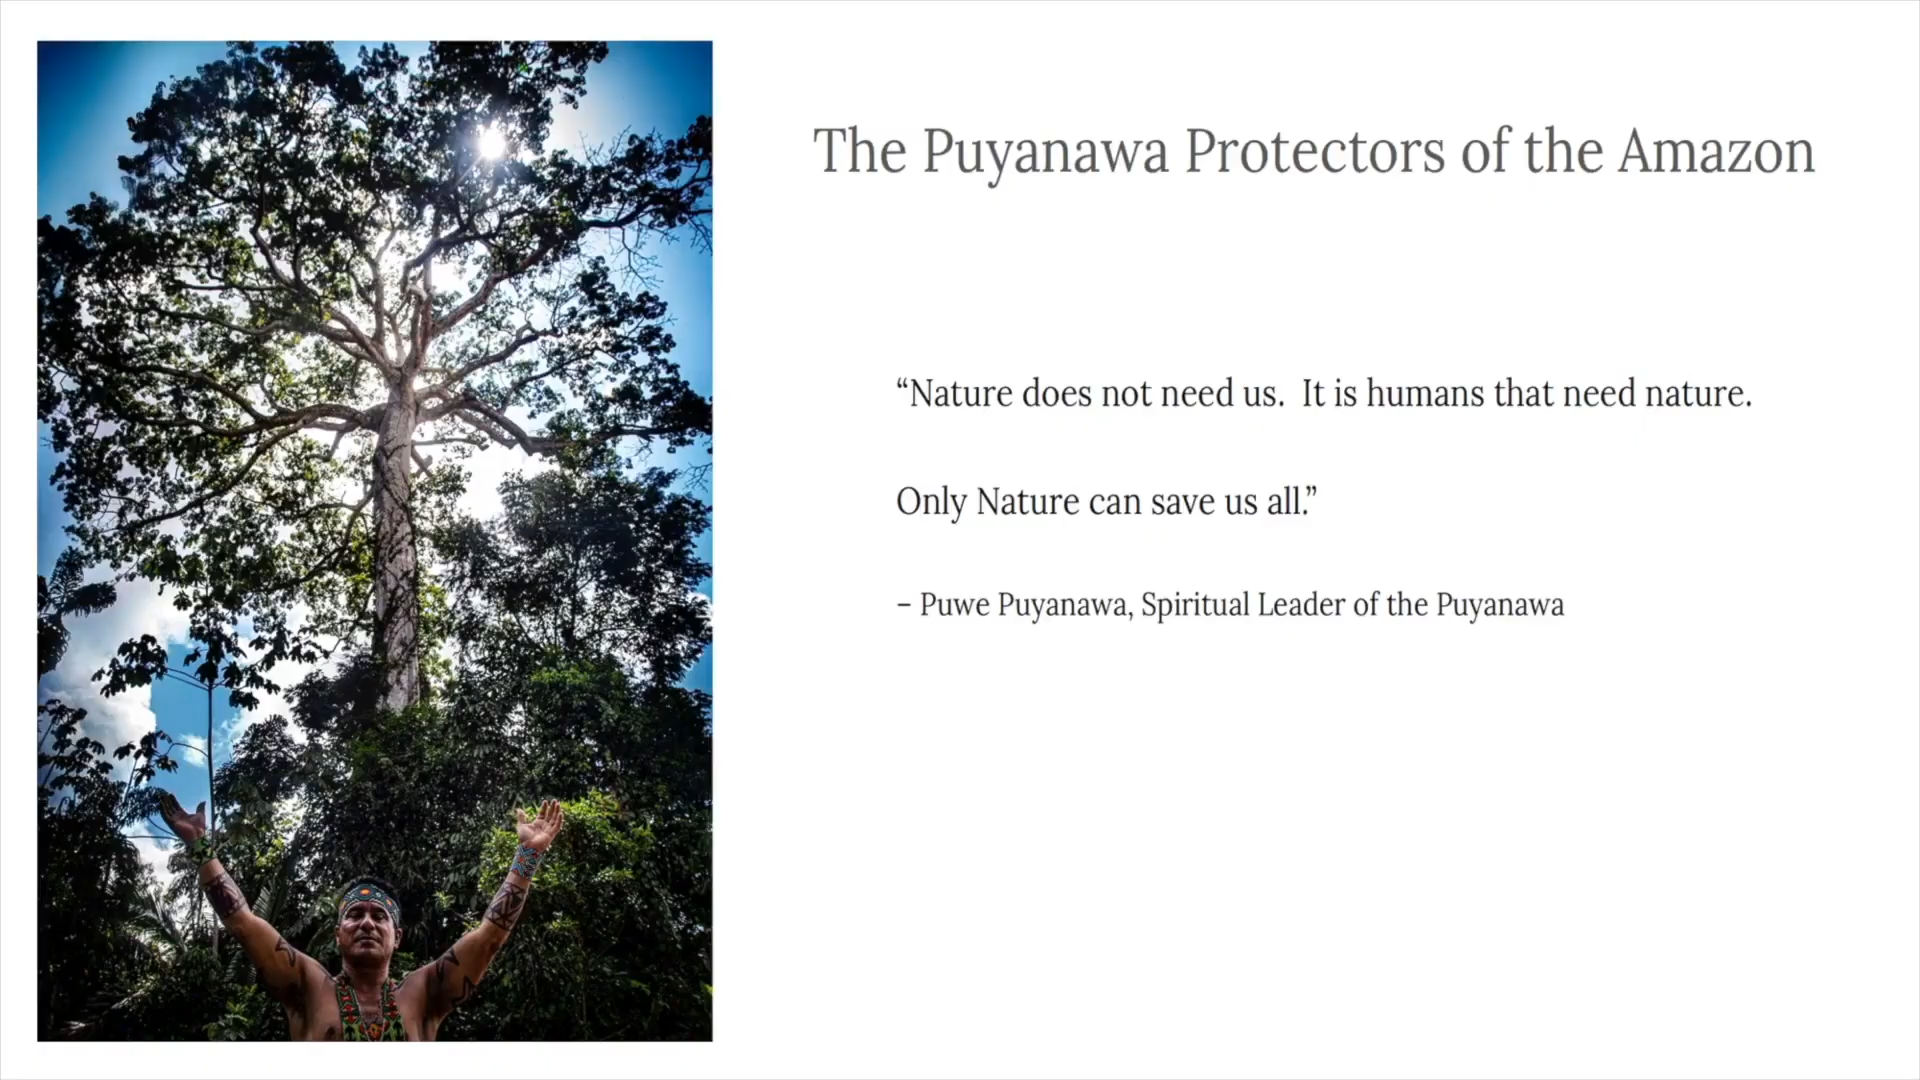 The Puyanawa Protectors of the Amazon
“Nature does not need us.  It is humans that need nature.
Only Nature can save us all.”
– Puwe Puyanawa, Spiritual Leader of the Puyanawa